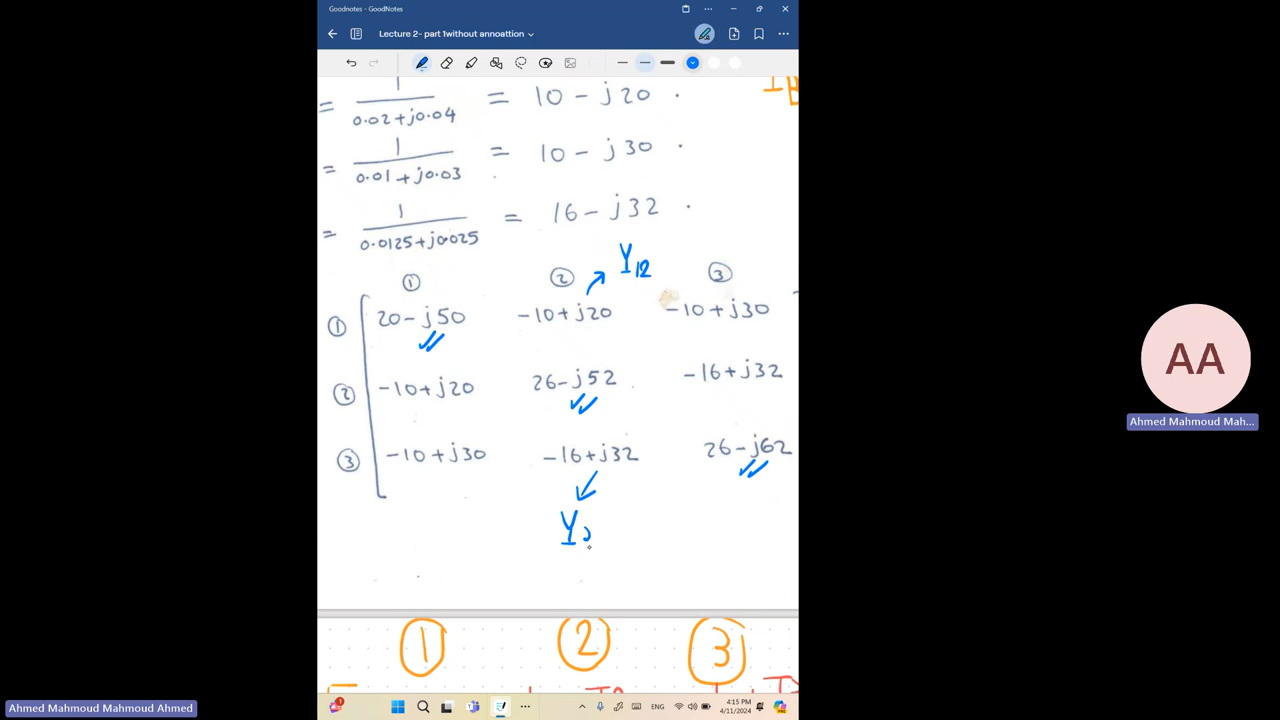 Goodnotes - GoodNotes
Lecture 2- part 1without annoattion
= 1 / 0.02 + j0.04 = 10 - j20 .
= 1 / 0.01 + j0.03 = 10 - j30 .
= 1 / 0.0125 + j0.025 = 16 - j32 .
Y12
① ② ③
① 20 - j50 -10 + j20 -10 + j30
② -10 + j20 26 - j52 -16 + j32
③ -10 + j30 -16 + j32 26 - j62
Y
① ② ③
AA
Ahmed Mahmoud Mah...
Ahmed Mahmoud Mahmoud Ahmed
ENG
4:15 PM
4/11/2024